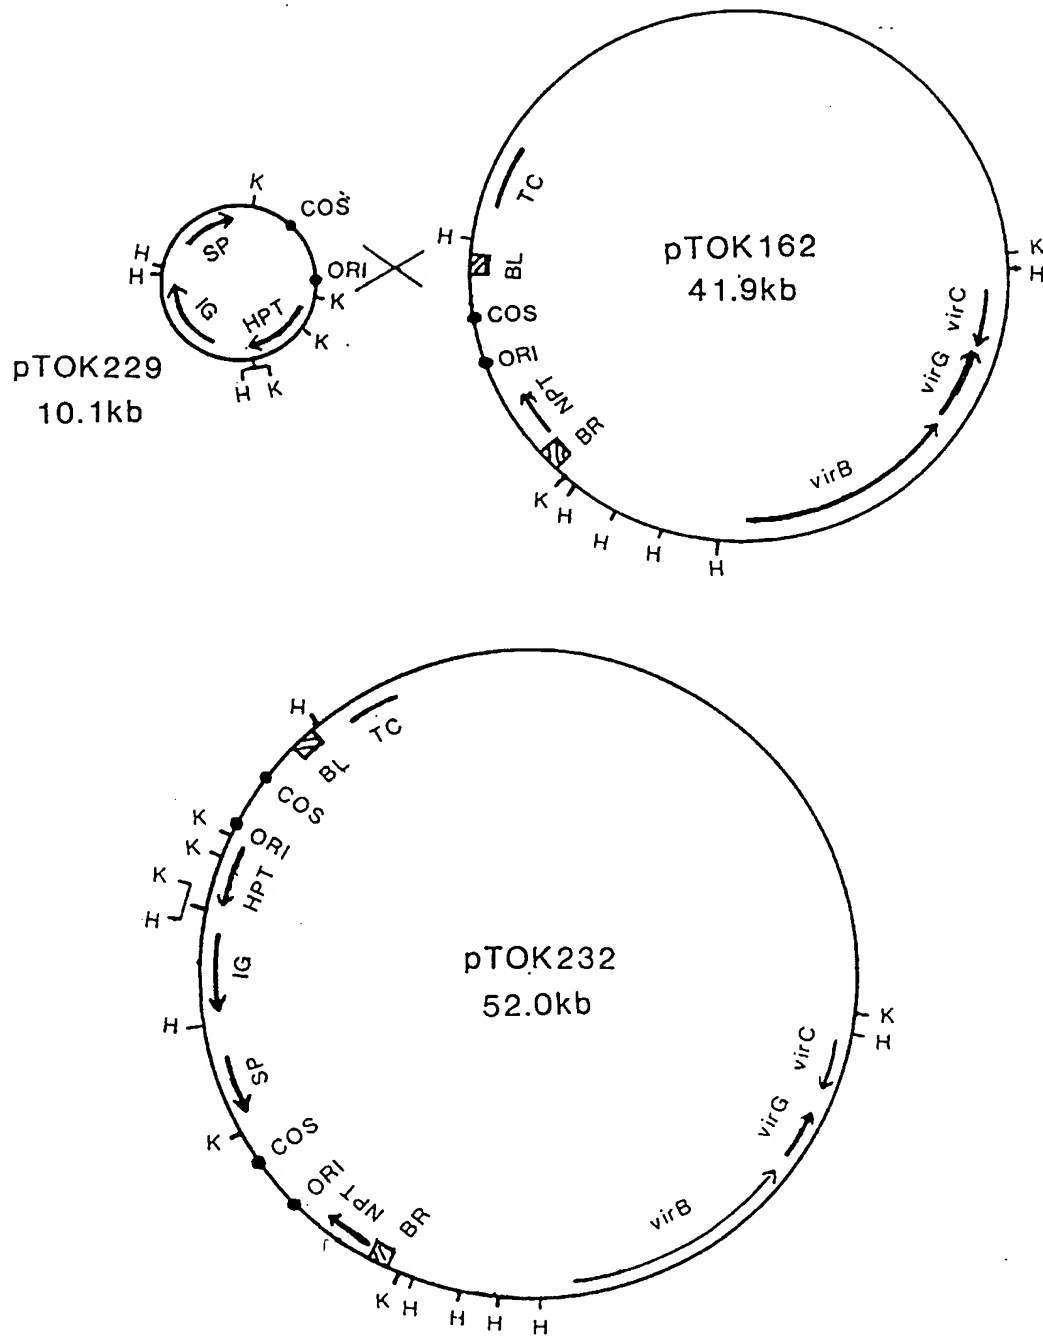 K
COS
SP
ORI
K
H
H
IG
HPT
K
H K
pTOK229
10.1kb
TC
H
BL
COS
ORI
NPT
BR
K
H
H
H
H
pTOK162
41.9kb
K
H
virC
virG
virB
H
TC
BL
COS
K
ORI
K
HPT
K
H
IG
H
SP
K
COS
ORI
NPT
BR
K
H
H
H
H
pTOK232
52.0kb
K
H
virC
virG
virB